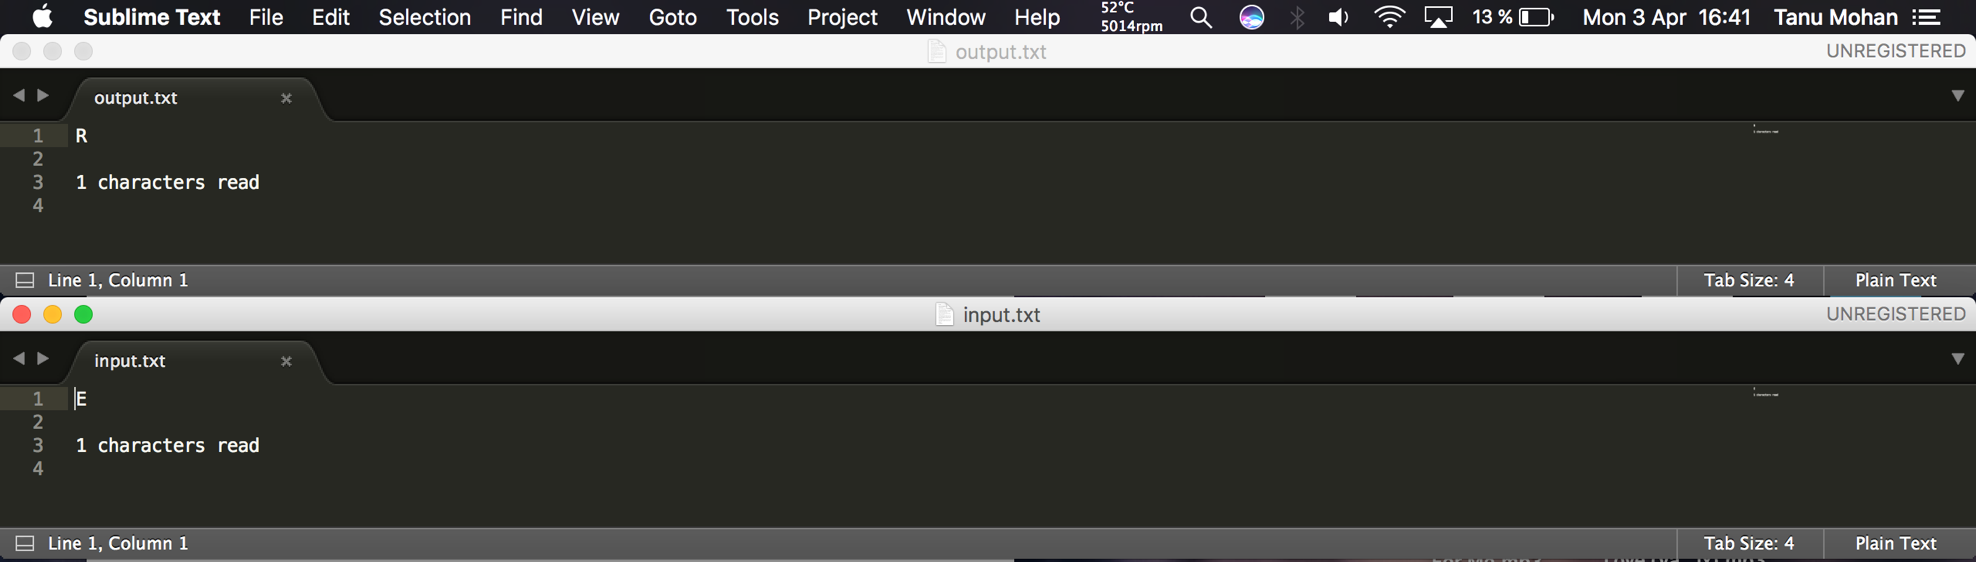 Sublime Text File Edit Selection Find View Goto Tools Project Window Help 52°C 5014rpm 13 % Mon 3 Apr 16:41 Tanu Mohan
output.txt UNREGISTERED
output.txt
1 R
2
3 1 characters read
4
Line 1, Column 1 Tab Size: 4 Plain Text
input.txt UNREGISTERED
input.txt
1 E
2
3 1 characters read
4
Line 1, Column 1 Tab Size: 4 Plain Text